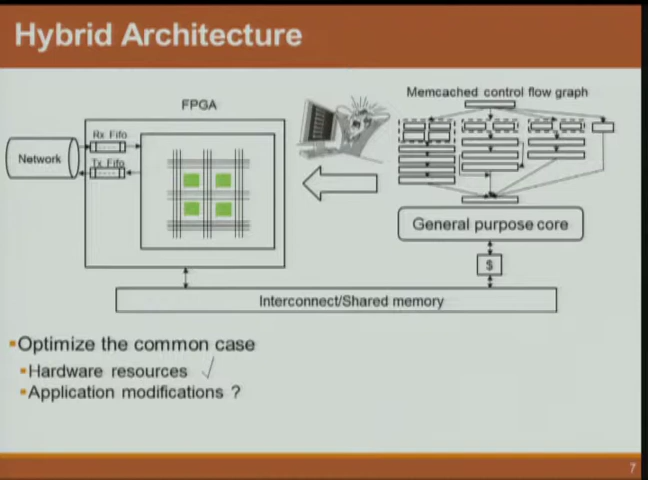 Hybrid Architecture
FPGA
Memcached control flow graph
Rx Fifo
Network
Tx Fifo
General purpose core
$
Interconnect/Shared memory
Optimize the common case
Hardware resources ✓
Application modifications ?
7